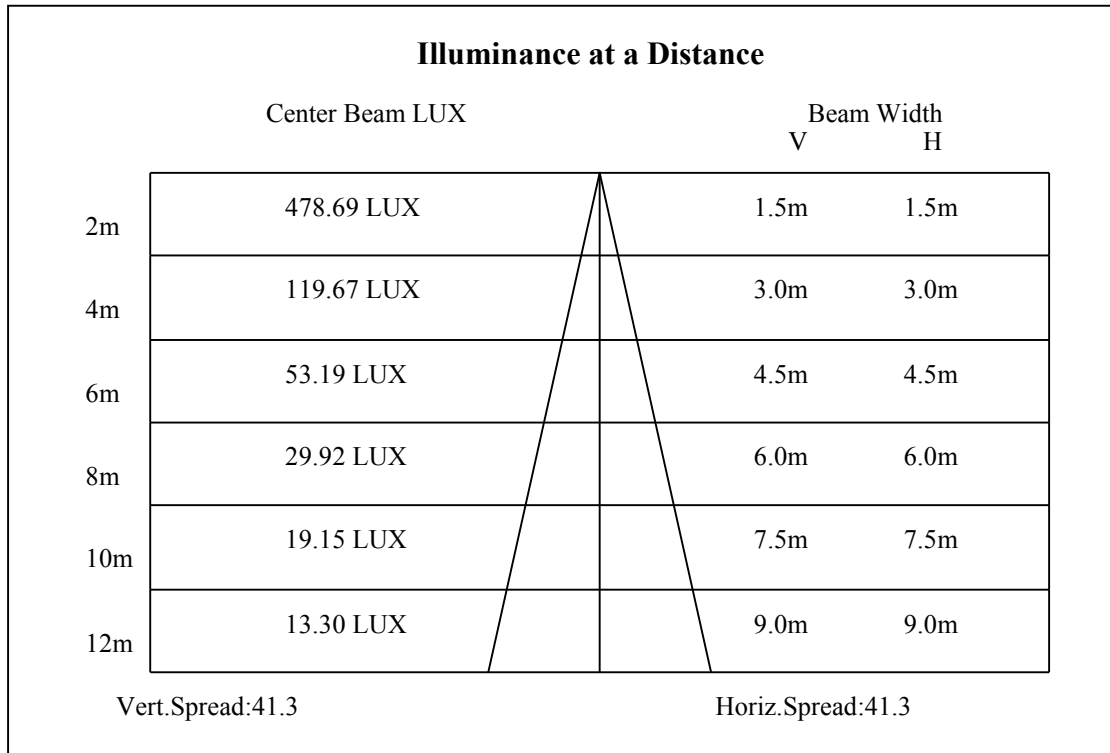 Illuminance at a Distance
Center Beam LUX Beam Width
V H
2m 478.69 LUX 1.5m 1.5m
4m 119.67 LUX 3.0m 3.0m
6m 53.19 LUX 4.5m 4.5m
8m 29.92 LUX 6.0m 6.0m
10m 19.15 LUX 7.5m 7.5m
12m 13.30 LUX 9.0m 9.0m
Vert.Spread:41.3 Horiz.Spread:41.3